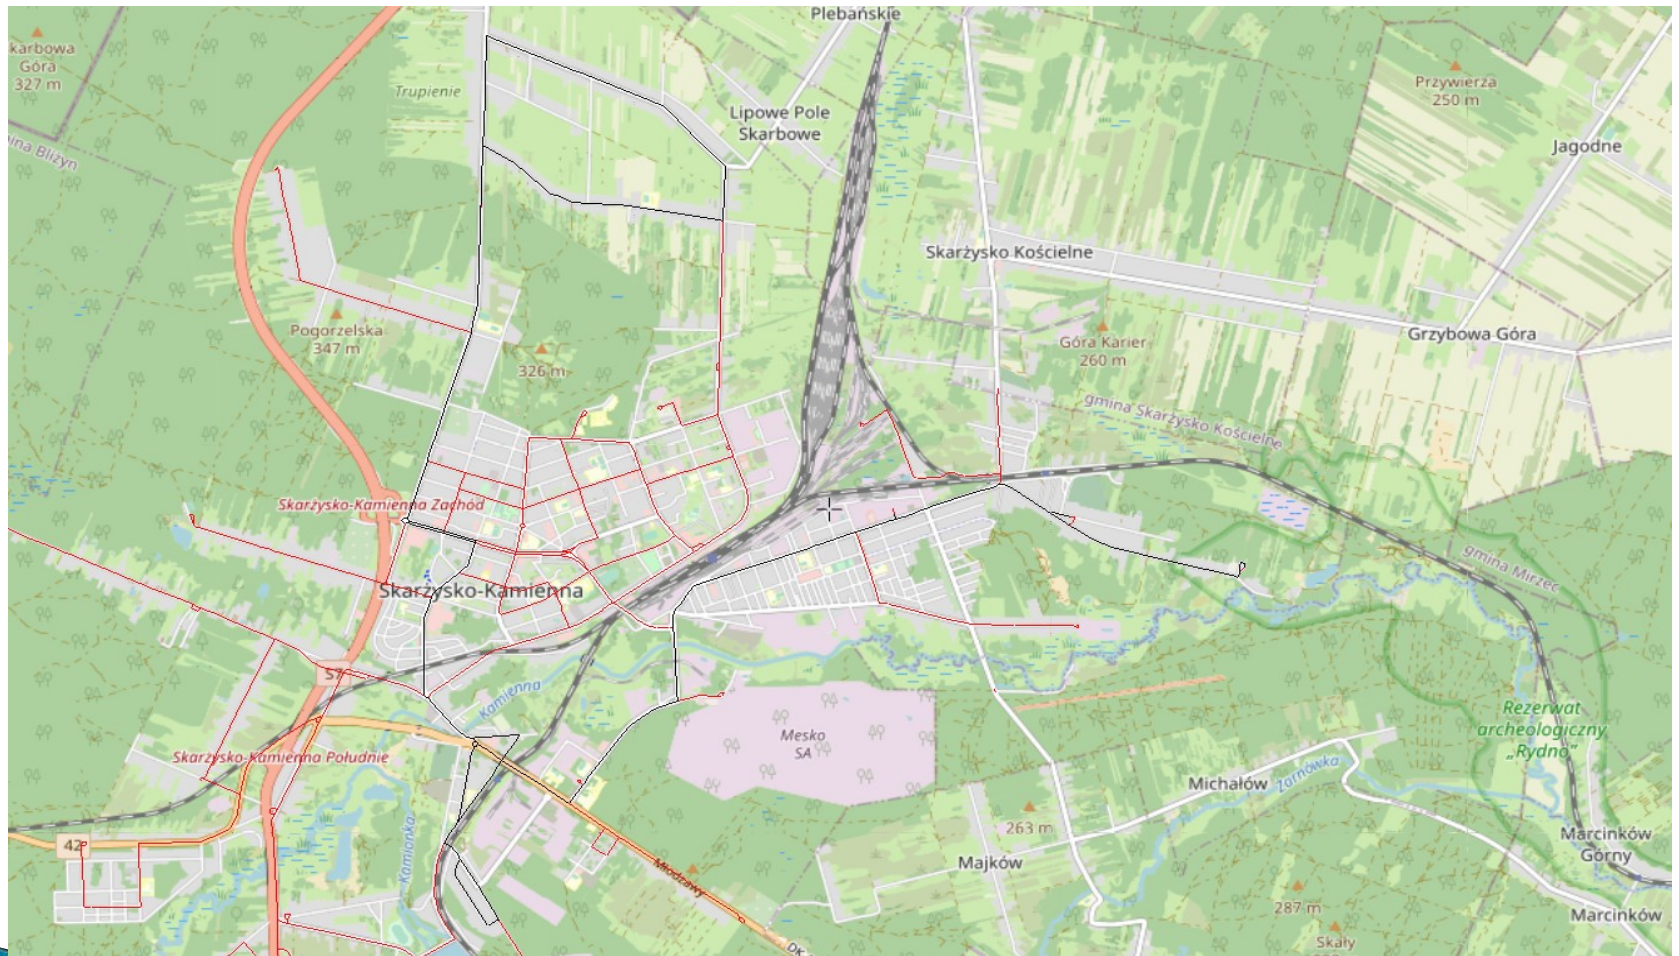 Plebańskie
karbowa
Góra
327 m
Trupienie
Przywierza
250 m
Lipowe Pole
Skarbowe
Jagodne
ina Bliżyn
Skarżysko Kościelne
Pogorzelska
347 m
Góra Karier
260 m
Grzybowa Góra
326 m
gmina Skarżysko Kościelne
Skarżysko-Kamienna Zachód
gmina Mirzec
Skarżysko-Kamienna
S7
Kamienna
Rezerwat
archeologiczny
„Rydno”
Mesko
SA
Skarżysko-Kamienna Południe
Michałów
Żarnówka
263 m
42
Kamionka
Marcinków
Górny
Majków
Młodzawy
287 m
Marcinków
DK
Skały